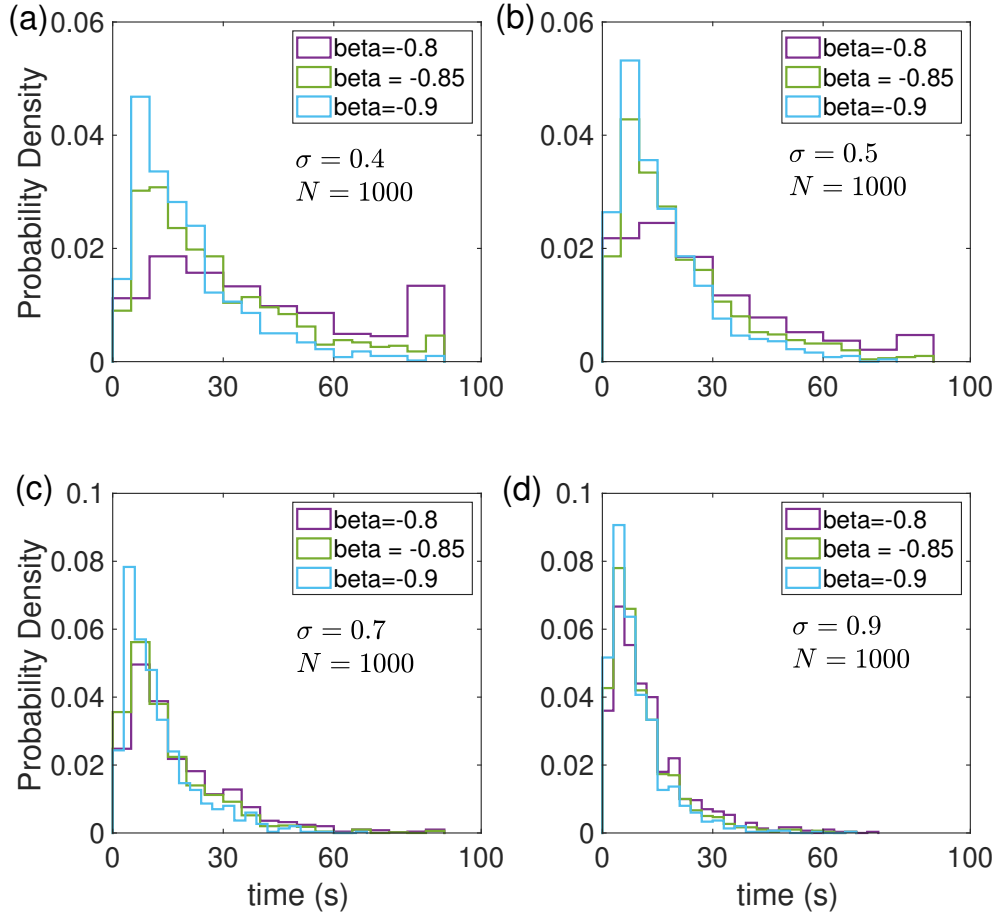 (a)
0.06
0.04
0.02
0
Probability Density
beta=-0.8
beta = -0.85
beta=-0.9
σ = 0.4
N = 1000
0 30 60 100
(b)
0.06
0.04
0.02
0
beta=-0.8
beta = -0.85
beta=-0.9
σ = 0.5
N = 1000
0 30 60 100
(c)
0.1
0.08
0.06
0.04
0.02
0
Probability Density
beta=-0.8
beta = -0.85
beta=-0.9
σ = 0.7
N = 1000
0 30 60 100
time (s)
(d)
0.1
0.08
0.06
0.04
0.02
0
beta=-0.8
beta = -0.85
beta=-0.9
σ = 0.9
N = 1000
0 30 60 100
time (s)